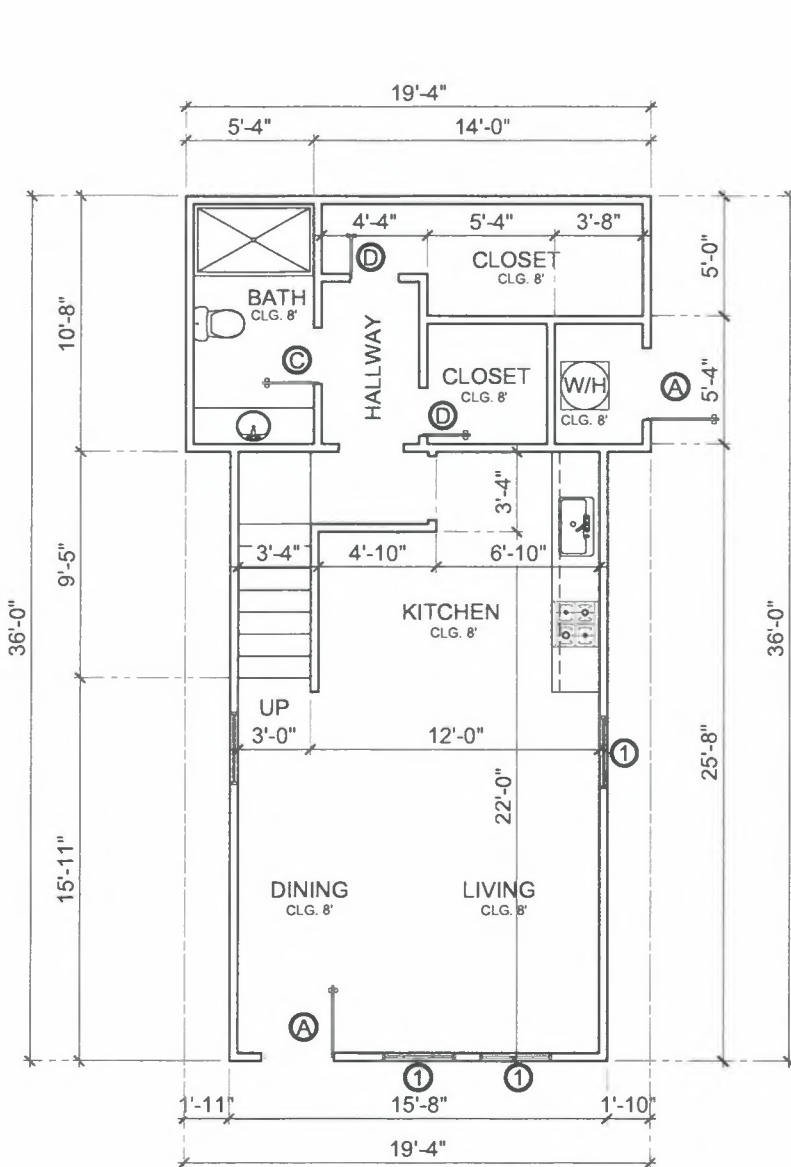 19'-4"
5'-4"
14'-0"
4'-4"
5'-4"
3'-8"
D
CLOSET
CLG. 8'
5'-0"
BATH
CLG. 8'
10'-8"
C
HALLWAY
CLOSET
CLG. 8'
D
W/H
CLG. 8'
A
5'-4"
3'-4"
9'-5"
3'-4"
4'-10"
6'-10"
36'-0"
36'-0"
KITCHEN
CLG. 8'
UP
3'-0"
12'-0"
1
22'-0"
25'-8"
15'-11"
DINING
CLG. 8'
LIVING
CLG. 8'
A
1
1
1'-11"
15'-8"
1'-10"
19'-4"